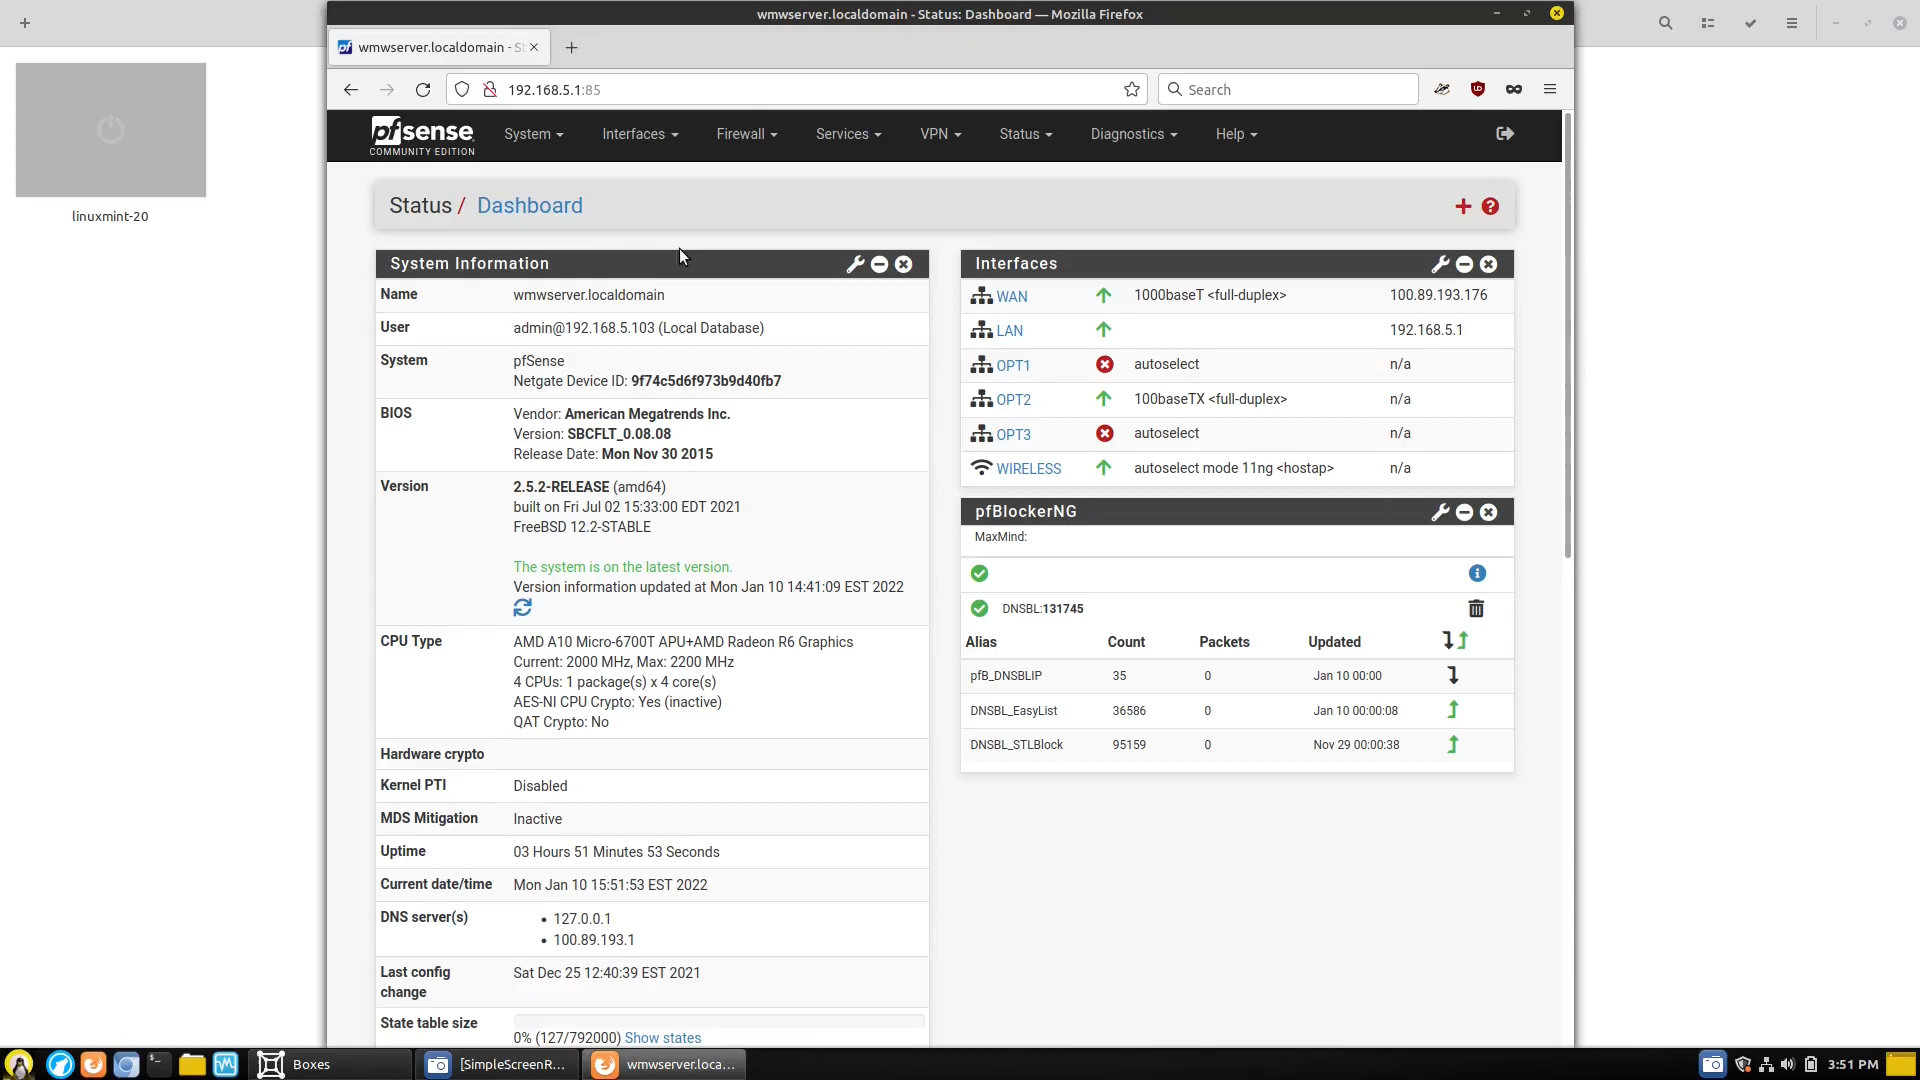 wmwserver.localdomain - Status: Dashboard — Mozilla Firefox
wmwserver.localdomain - S
192.168.5.1:85
Search
linuxmint-20
pfsense
COMMUNITY EDITION
System
Interfaces
Firewall
Services
VPN
Status
Diagnostics
Help
Status / Dashboard
System Information
Name wmwserver.localdomain
User admin@192.168.5.103 (Local Database)
System pfSense
Netgate Device ID: 9f74c5d6f973b9d40fb7
BIOS Vendor: American Megatrends Inc.
Version: SBCFLT_0.08.08
Release Date: Mon Nov 30 2015
Version 2.5.2-RELEASE (amd64)
built on Fri Jul 02 15:33:00 EDT 2021
FreeBSD 12.2-STABLE
The system is on the latest version.
Version information updated at Mon Jan 10 14:41:09 EST 2022
CPU Type AMD A10 Micro-6700T APU+AMD Radeon R6 Graphics
Current: 2000 MHz, Max: 2200 MHz
4 CPUs: 1 package(s) x 4 core(s)
AES-NI CPU Crypto: Yes (inactive)
QAT Crypto: No
Hardware crypto
Kernel PTI Disabled
MDS Mitigation Inactive
Uptime 03 Hours 51 Minutes 53 Seconds
Current date/time Mon Jan 10 15:51:53 EST 2022
DNS server(s) • 127.0.0.1
• 100.89.193.1
Last config Sat Dec 25 12:40:39 EST 2021
change
State table size
0% (127/792000) Show states
Interfaces
WAN 1000baseT <full-duplex> 100.89.193.176
LAN 192.168.5.1
OPT1 autoselect n/a
OPT2 100baseTX <full-duplex> n/a
OPT3 autoselect n/a
WIRELESS autoselect mode 11ng <hostap> n/a
pfBlockerNG
MaxMind:
DNSBL:131745
Alias Count Packets Updated
pfB_DNSBLIP 35 0 Jan 10 00:00
DNSBL_EasyList 36586 0 Jan 10 00:00:08
DNSBL_STLBlock 95159 0 Nov 29 00:00:38
Boxes
[SimpleScreenR...
wmwserver.loca...
3:51 PM